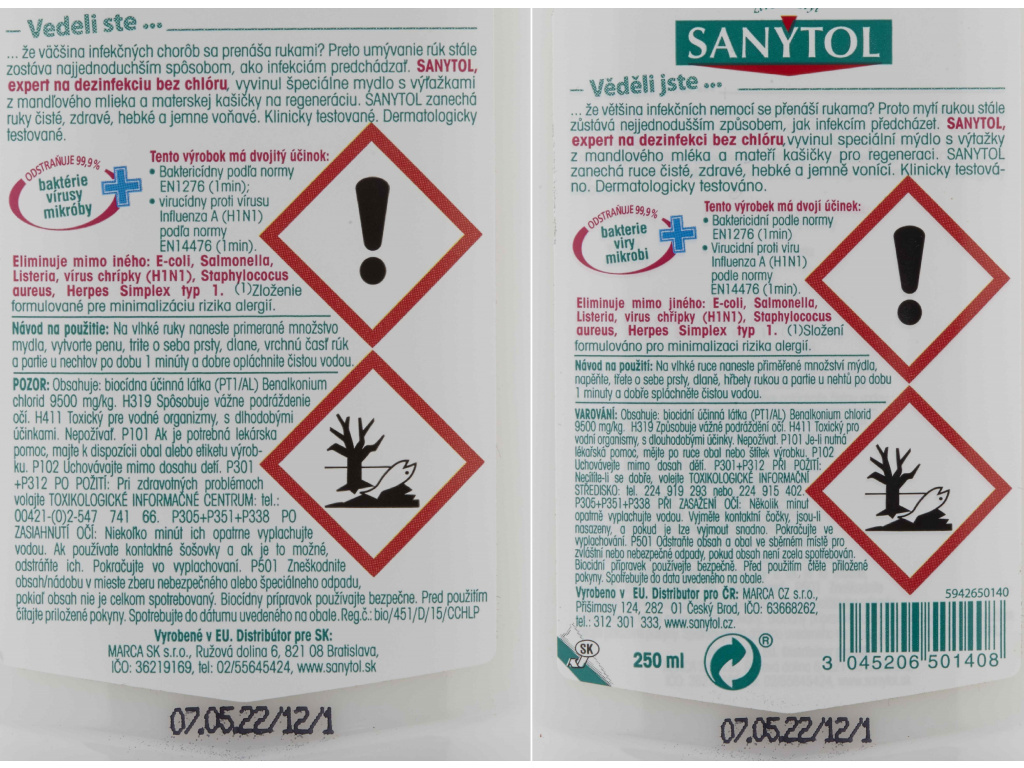 Vedeli ste ...
... že väčšina infekčných chorôb sa prenáša rukami? Preto umývanie rúk stále
zostáva najjednoduchším spôsobom, ako infekciám predchádzať. SANYTOL,
expert na dezinfekciu bez chlóru, vyvinul špeciálne mydlo s výťažkami
z mandľového mlieka a materskej kašičky na regeneráciu. SANYTOL zanechá
ruky čisté, zdravé, hebké a jemne voňavé. Klinicky testované. Dermatologicky
testované.
ODSTRAŇUJE 99,9%
baktérie
vírusy
mikróby
Tento výrobok má dvojitý účinok:
• Baktericídny podľa normy
EN1276 (1min);
• virucídny proti vírusu
Influenza A (H1N1)
podľa normy
EN14476 (1min).
Eliminuje mimo iného: E-coli, Salmonella,
Listeria, vírus chrípky (H1N1), Staphylococus
aureus, Herpes Simplex typ 1. (1)Zloženie
formulované pre minimalizáciu rizika alergií.
Návod na použitie: Na vlhké ruky naneste primerané množstvo
mydla, vytvorte penu, trite o seba prsty, dlane, vrchnú časť rúk
a partie u nechtov po dobu 1 minúty a dobre opláchnite čistou vodou.
POZOR: Obsahuje: biocídna účinná látka (PT1/AL) Benalkonium
chlorid 9500 mg/kg. H319 Spôsobuje vážne podráždenie
očí. H411 Toxický pre vodné organizmy, s dlhodobými
účinkami. Nepožívať. P101 Ak je potrebná lekárska
pomoc, majte k dispozícii obal alebo etiketu výrob-
ku. P102 Uchovávajte mimo dosahu detí. P301
+P312 PO POŽITÍ: Pri zdravotných problémoch
volajte TOXIKOLOGICKÉ INFORMAČNÉ CENTRUM: tel.:
00421-(0)2-547 741 66. P305+P351+P338 PO
ZASIAHNUTÍ OČÍ: Niekoľko minút ich opatrne vyplachujte
vodou. Ak používate kontaktné šošovky a ak je to možné,
odstráňte ich. Pokračujte vo vyplachovaní. P501 Zneškodnite
obsah/nádobu v mieste zberu nebezpečného alebo špeciálneho odpadu,
pokiaľ obsah nie je celkom spotrebovaný. Biocídny prípravok používajte bezpečne. Pred použitím
čítajte priložené pokyny. Spotrebujte do dátumu uvedeného na obale. Reg.č.: bio/451/D/15/CCHLP
Vyrobené v EU. Distribútor pre SK:
MARCA SK s.r.o., Ružová dolina 6, 821 08 Bratislava,
IČO: 36219169, tel: 02/55645424, www.sanytol.sk
07.05.22/12/1
SANYTOL
Věděli jste ...
... že většina infekčních nemocí se přenáší rukama? Proto mytí rukou stále
zůstává nejjednodušším způsobem, jak infekcím předcházet. SANYTOL,
expert na dezinfekci bez chlóru, vyvinul speciální mýdlo s výtažky
z mandlového mléka a mateří kašičky pro regeneraci. SANYTOL
zanechá ruce čisté, zdravé, hebké a jemně vonící. Klinicky testová-
no. Dermatologicky testováno.
ODSTRAŇUJE 99,9%
bakterie
viry
mikrobi
Tento výrobek má dvojí účinek:
• Baktericidní podle normy
EN1276 (1min)
• Virucidní proti viru
Influenza A (H1N1)
podle normy
EN14476 (1min).
Eliminuje mimo jiného: E-coli, Salmonella,
Listeria, virus chřipky (H1N1), Staphylococus
aureus, Herpes Simplex typ 1. (1)Složení
formulováno pro minimalizaci rizika alergií.
Návod na použití: Na vlhké ruce naneste přiměřené množství mýdla,
napěňte, třete o sebe prsty, dlaně, hřbety rukou a partie u nehtů po dobu
1 minuty a dobře spláchněte čistou vodou.
VAROVÁNÍ: Obsahuje: biocidní účinná látka (PT1/AL) Benalkonium chlorid
9500 mg/kg. H319 Způsobuje vážné podráždění očí. H411 Toxický pro
vodní organismy, s dlouhodobými účinky. Nepožívat. P101 Je-li nutná
lékařská pomoc, mějte po ruce obal nebo štítek výrobku. P102
Uchovávejte mimo dosah dětí. P301+P312 PŘI POŽITÍ:
Necítíte-li se dobře, volejte TOXIKOLOGICKÉ INFORMAČNÍ
STŘEDISKO: tel. 224 919 293 nebo 224 915 402.
P305+P351+P338 PŘI ZASAŽENÍ OČÍ: Několik minut
opatrně vyplachujte vodou. Vyjměte kontaktní čočky, jsou-li
nasazeny, a pokud je lze vyjmout snadno. Pokračujte ve
vyplachování. P501 Odstraňte obsah a obal ve sběrném místě pro
zvláštní nebo nebezpečné odpady, pokud obsah není zcela spotřebován.
Biocidní přípravek používejte bezpečně. Před použitím čtěte přiložené
pokyny. Spotřebujte do data uvedeného na obale.
Vyrobeno v EU. Distributor pro ČR: MARCA CZ s.r.o.,
Přišimasy 124, 282 01 Český Brod, IČO: 63668262,
tel.: 312 301 333, www.sanytol.cz.
5942650140
SK
250 ml
®
3 045206 501408
07.05.22/12/1